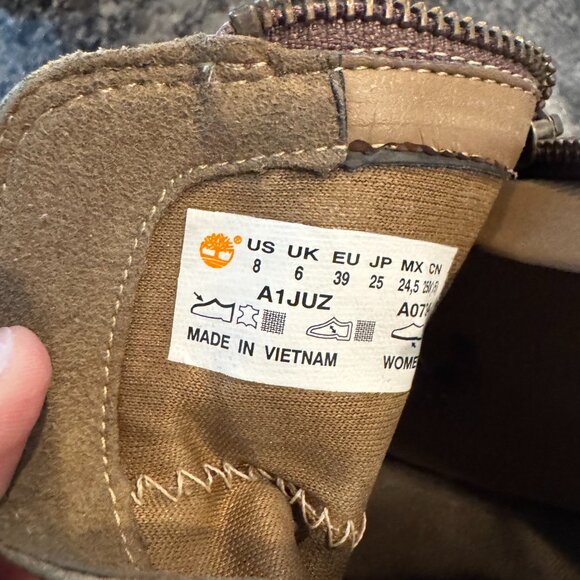 US UK EU JP MX CN
8 6 39 25 24,5
A1JUZ
MADE IN VIETNAM